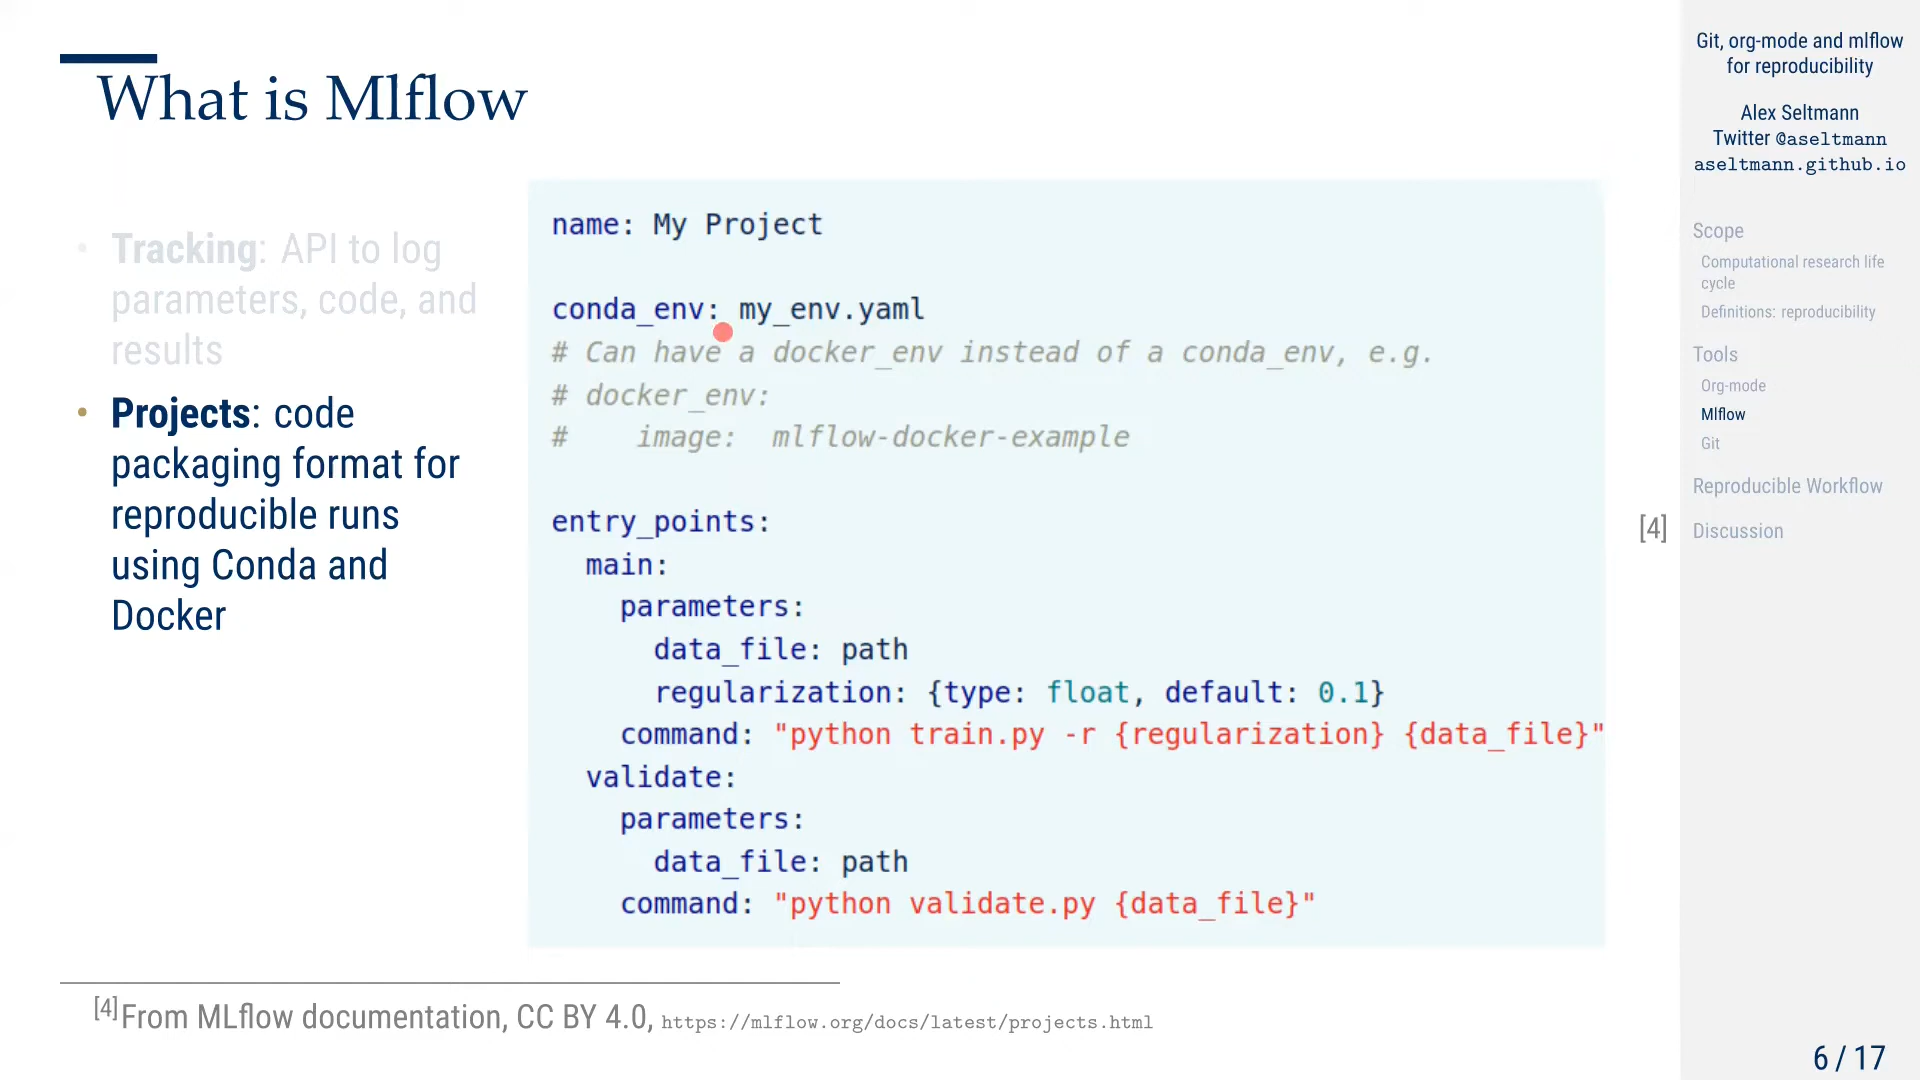 What is Mlflow
• Tracking: API to log
parameters, code, and
results
• Projects: code
packaging format for
reproducible runs
using Conda and
Docker
name: My Project
conda_env: my_env.yaml
# Can have a docker_env instead of a conda_env, e.g.
# docker_env:
#    image:  mlflow-docker-example
entry_points:
  main:
    parameters:
      data_file: path
      regularization: {type: float, default: 0.1}
    command: "python train.py -r {regularization} {data_file}"
  validate:
    parameters:
      data_file: path
    command: "python validate.py {data_file}"
[4]
[4]From MLflow documentation, CC BY 4.0, https://mlflow.org/docs/latest/projects.html
Git, org-mode and mlflow
for reproducibility
Alex Seltmann
Twitter @aseltmann
aseltmann.github.io
Scope
Computational research life
cycle
Definitions: reproducibility
Tools
Org-mode
Mlflow
Git
Reproducible Workflow
Discussion
6 / 17